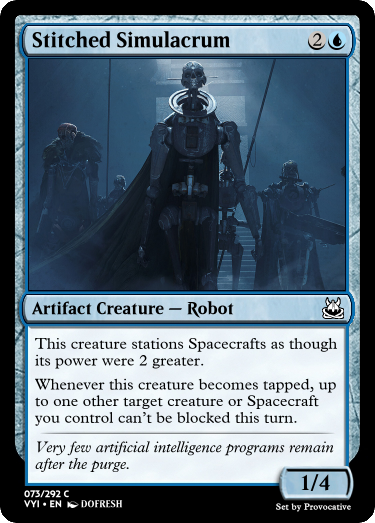 Stitched Simulacrum 2
Artifact Creature — Robot
This creature stations Spacecrafts as though
its power were 2 greater.
Whenever this creature becomes tapped, up
to one other target creature or Spacecraft
you control can't be blocked this turn.
Very few artificial intelligence programs remain
after the purge.
1/4
073/292 C
VYI • EN DOFRESH
Set by Provocative